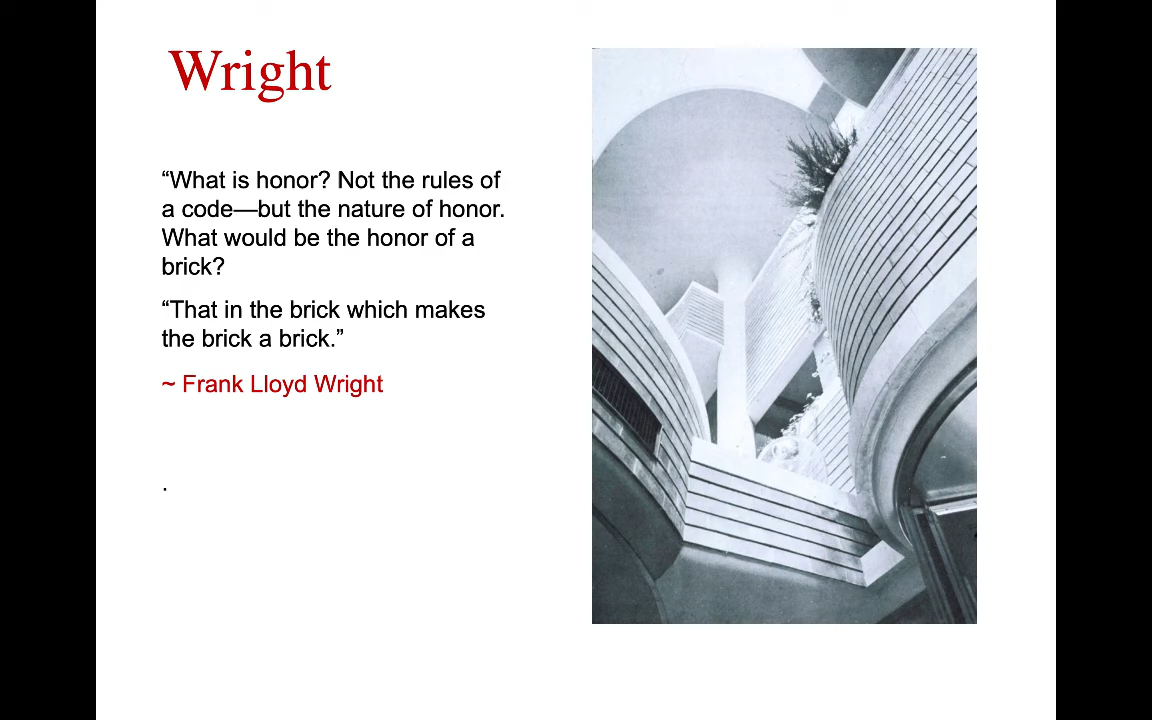 Wright
“What is honor? Not the rules of
a code—but the nature of honor.
What would be the honor of a
brick?
“That in the brick which makes
the brick a brick.”
~ Frank Lloyd Wright
.